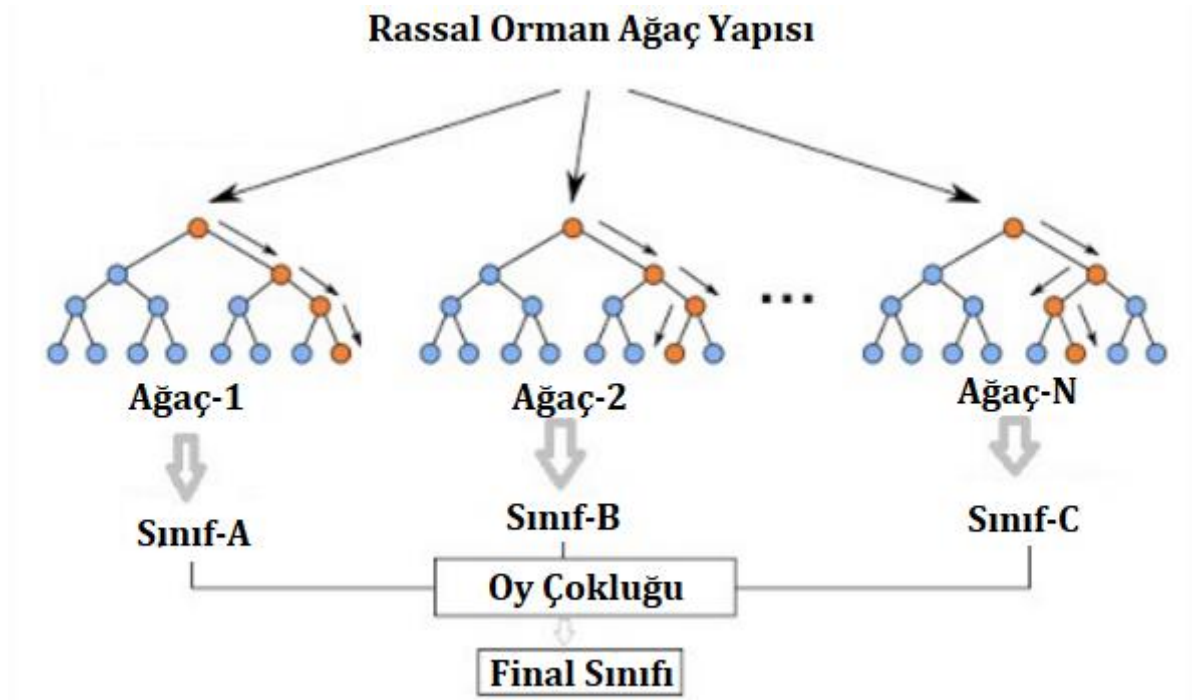 Rassal Orman Ağaç Yapısı
Ağaç-1
Ağaç-2
Ağaç-N
Sınıf-A
Sınıf-B
Sınıf-C
Oy Çokluğu
Final Sınıfı